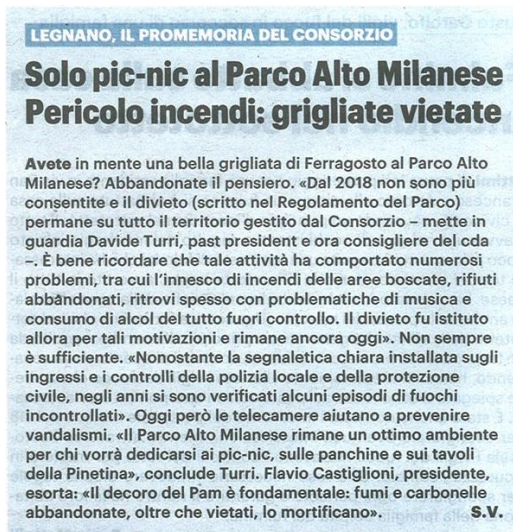 LEGNANO, IL PROMEMORIA DEL CONSORZIO
Solo pic-nic al Parco Alto Milanese
Pericolo incendi: grigliate vietate
Avete in mente una bella grigliata di Ferragosto al Parco Alto
Milanese? Abbandonate il pensiero. «Dal 2018 non sono più
consentite e il divieto (scritto nel Regolamento del Parco)
permane su tutto il territorio gestito dal Consorzio – mette in
guardia Davide Turri, past president e ora consigliere del cda
–. È bene ricordare che tale attività ha comportato numerosi
problemi, tra cui l'innesco di incendi delle aree boscate, rifiuti
abbandonati, ritrovi spesso con problematiche di musica e
consumo di alcol del tutto fuori controllo. Il divieto fu istituto
allora per tali motivazioni e rimane ancora oggi». Non sempre
è sufficiente. «Nonostante la segnaletica chiara installata sugli
ingressi e i controlli della polizia locale e della protezione
civile, negli anni si sono verificati alcuni episodi di fuochi
incontrollati». Oggi però le telecamere aiutano a prevenire
vandalismi. «Il Parco Alto Milanese rimane un ottimo ambiente
per chi vorrà dedicarsi ai pic-nic, sulle panchine e sui tavoli
della Pinetina», conclude Turri. Flavio Castiglioni, presidente,
esorta: «Il decoro del Pam è fondamentale: fumi e carbonelle
abbandonate, oltre che vietati, lo mortificano». S.V.